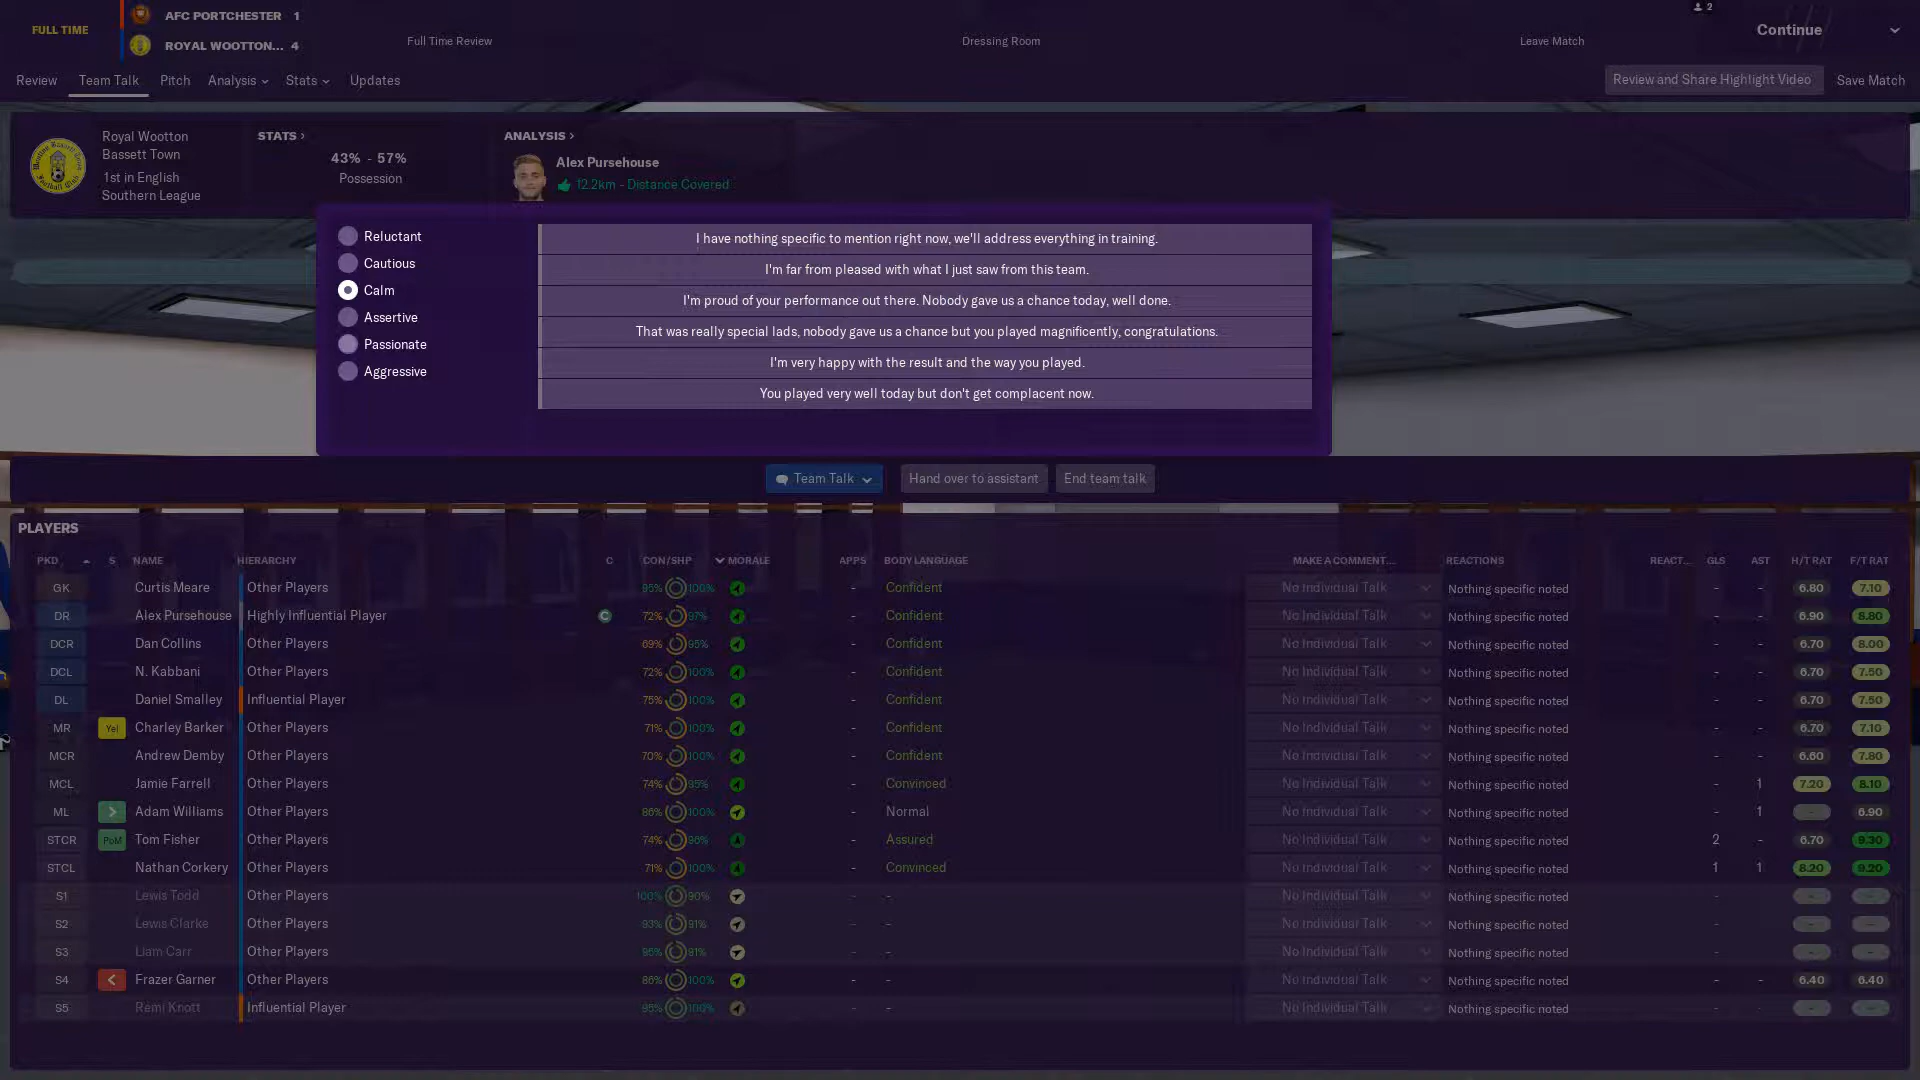 FULL TIME
AFC PORTCHESTER 1
ROYAL WOOTTON... 4
Full Time Review
Dressing Room
Leave Match
2
Continue
Review
Team Talk
Pitch
Analysis
Stats
Updates
Review and Share Highlight Video
Save Match
Royal Wootton
Bassett Town
1st in English
Southern League
STATS ›
43% - 57%
Possession
ANALYSIS ›
Alex Pursehouse
12.2km - Distance Covered
Reluctant
Cautious
Calm
Assertive
Passionate
Aggressive
I have nothing specific to mention right now, we'll address everything in training.
I'm far from pleased with what I just saw from this team.
I'm proud of your performance out there. Nobody gave us a chance today, well done.
That was really special lads, nobody gave us a chance but you played magnificently, congratulations.
I'm very happy with the result and the way you played.
You played very well today but don't get complacent now.
Team Talk
Hand over to assistant
End team talk
PLAYERS
PKD S NAME HIERARCHY C CON/SHP MORALE APPS BODY LANGUAGE MAKE A COMMENT... REACTIONS REACT... GLS AST H/T RAT F/T RAT
GK Curtis Meare Other Players 95% 100% - Confident No Individual Talk Nothing specific noted - - 6.80 7.10
DR Alex Pursehouse Highly Influential Player C 72% 97% - Confident No Individual Talk Nothing specific noted - - 6.90 8.80
DCR Dan Collins Other Players 69% 95% - Confident No Individual Talk Nothing specific noted - - 6.70 8.00
DCL N. Kabbani Other Players 72% 100% - Confident No Individual Talk Nothing specific noted - - 6.70 7.50
DL Daniel Smalley Influential Player 75% 100% - Confident No Individual Talk Nothing specific noted - - 6.70 7.50
MR Yel Charley Barker Other Players 71% 100% - Confident No Individual Talk Nothing specific noted - - 6.70 7.10
MCR Andrew Demby Other Players 70% 100% - Confident No Individual Talk Nothing specific noted - - 6.60 7.80
MCL Jamie Farrell Other Players 74% 95% - Convinced No Individual Talk Nothing specific noted - 1 7.20 8.10
ML Adam Williams Other Players 86% 100% - Normal No Individual Talk Nothing specific noted - 1 - 6.90
STCR PoM Tom Fisher Other Players 74% 96% - Assured No Individual Talk Nothing specific noted 2 - 6.70 9.30
STCL Nathan Corkery Other Players 71% 100% - Convinced No Individual Talk Nothing specific noted 1 1 8.20 9.20
S1 Lewis Todd Other Players 100% 90% - - No Individual Talk Nothing specific noted - - -
S2 Lewis Clarke Other Players 93% 91% - - No Individual Talk Nothing specific noted - - -
S3 Liam Carr Other Players 95% 91% - - No Individual Talk Nothing specific noted - - -
S4 Frazer Garner Other Players 86% 100% - - No Individual Talk Nothing specific noted - - 6.40 6.40
S5 Remi Knott Influential Player 95% 100% - - No Individual Talk Nothing specific noted - - -